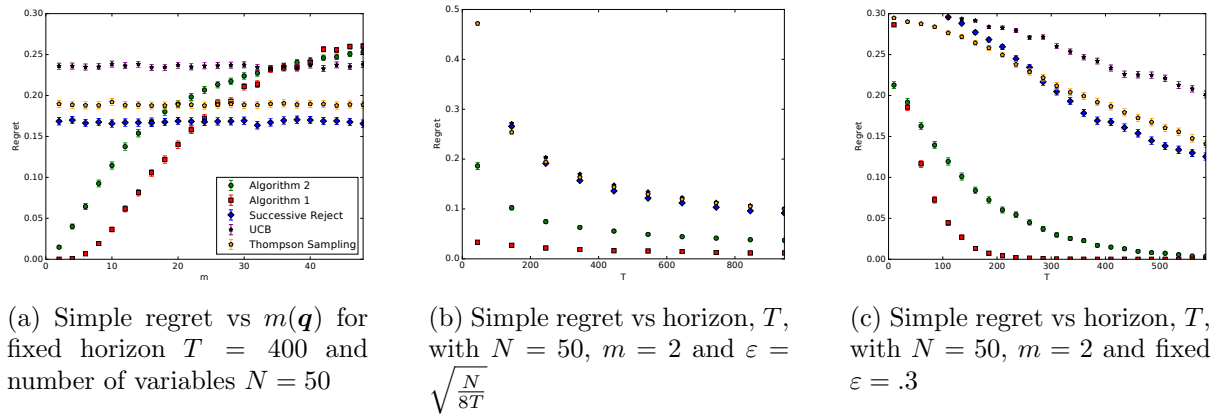 0.30
0.25
0.20
0.15
0.10
0.05
0.00
Regret
0
10
20
30
40
m
Algorithm 2
Algorithm 1
Successive Reject
UCB
Thompson Sampling
0.5
0.4
0.3
0.2
0.1
0.0
Regret
0
200
400
600
800
T
0.30
0.25
0.20
0.15
0.10
0.05
0.00
Regret
0
100
200
300
400
500
T
(a) Simple regret vs m(q) for
fixed horizon T = 400 and
number of variables N = 50
(b) Simple regret vs horizon, T,
with N = 50, m = 2 and ε =
√(N/8T)
(c) Simple regret vs horizon, T,
with N = 50, m = 2 and fixed
ε = .3